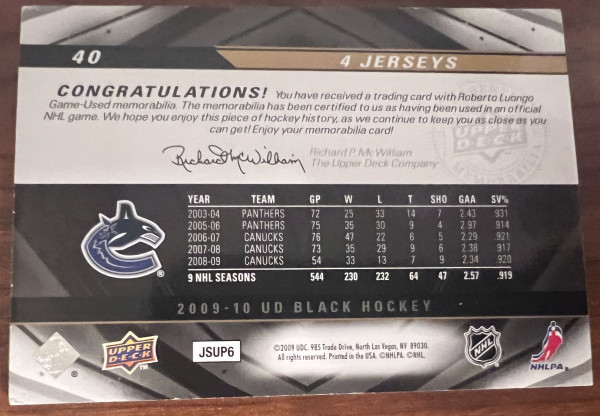 40
4 JERSEYS
CONGRATULATIONS! You have received a trading card with Roberto Luongo
Game-Used memorabilia. The memorabilia has been certified to us as having been used in an official
NHL game. We hope you enjoy this piece of hockey history, as we continue to keep you as close as you
can get! Enjoy your memorabilia card!
Richard P. McWilliam
Richard P. Mc William
The Upper Deck Company
UPPER DECK
MEMORABILIA
YEAR TEAM GP W L T SHO GAA SV%
2003-04 PANTHERS 72 25 33 14 7 2.43 .931
2005-06 PANTHERS 75 35 30 9 4 2.97 .914
2006-07 CANUCKS 76 47 22 6 5 2.29 .921
2007-08 CANUCKS 73 35 29 9 6 2.38 .917
2008-09 CANUCKS 54 33 13 7 9 2.34 .920
9 NHL SEASONS 544 230 232 64 47 2.57 .919
®
2009-10 UD BLACK HOCKEY
UPPER
DECK
TM
JSUP6
©2009 UDC. 985 Trade Drive, North Las Vegas, NV 89030.
All rights reserved. Printed in the USA. ©NHLPA. ©NHL.
NHL
NHLPA®